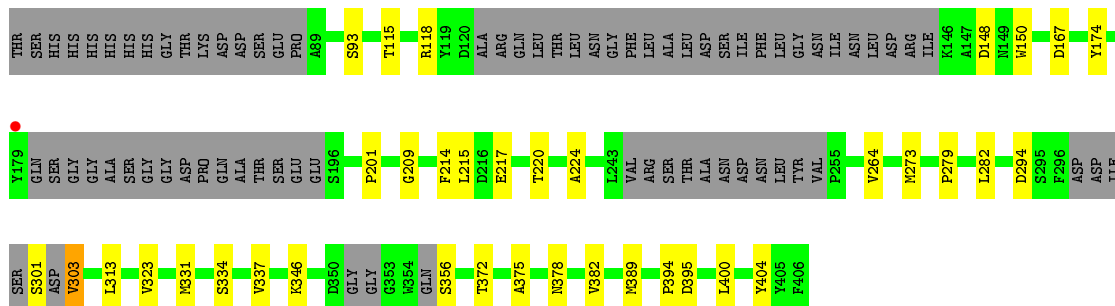 THR SER HIS HIS HIS HIS HIS HIS GLY THR LYS ASP ASP SER GLU PRO A89 S93 T115 R118 Y119 D120 ALA ARG GLN LEU THR LEU ASN GLY PHE LEU ALA LEU ASP SER ILE PHE LEU GLY ASN ILE ASN LEU ASP ARG ILE K146 A147 D148 N149 W150 D167 Y174
Y179 GLN SER GLY GLY ALA SER GLY GLY ASP PRO GLN ALA THR SER GLU GLU S196 P201 G209 F214 L215 D216 E217 T220 A224 L243 VAL ARG SER THR ALA ASN ASP ASN LEU TYR VAL P255 V264 M273 P279 L282 D294 S295 F296 ASP ASP ILE
SER S301 ASP V303 L313 V323 M331 S334 V337 K346 D350 GLY GLY G353 W354 GLN S356 T372 A375 N378 V382 M389 P394 D395 L400 Y404 Y405 F406